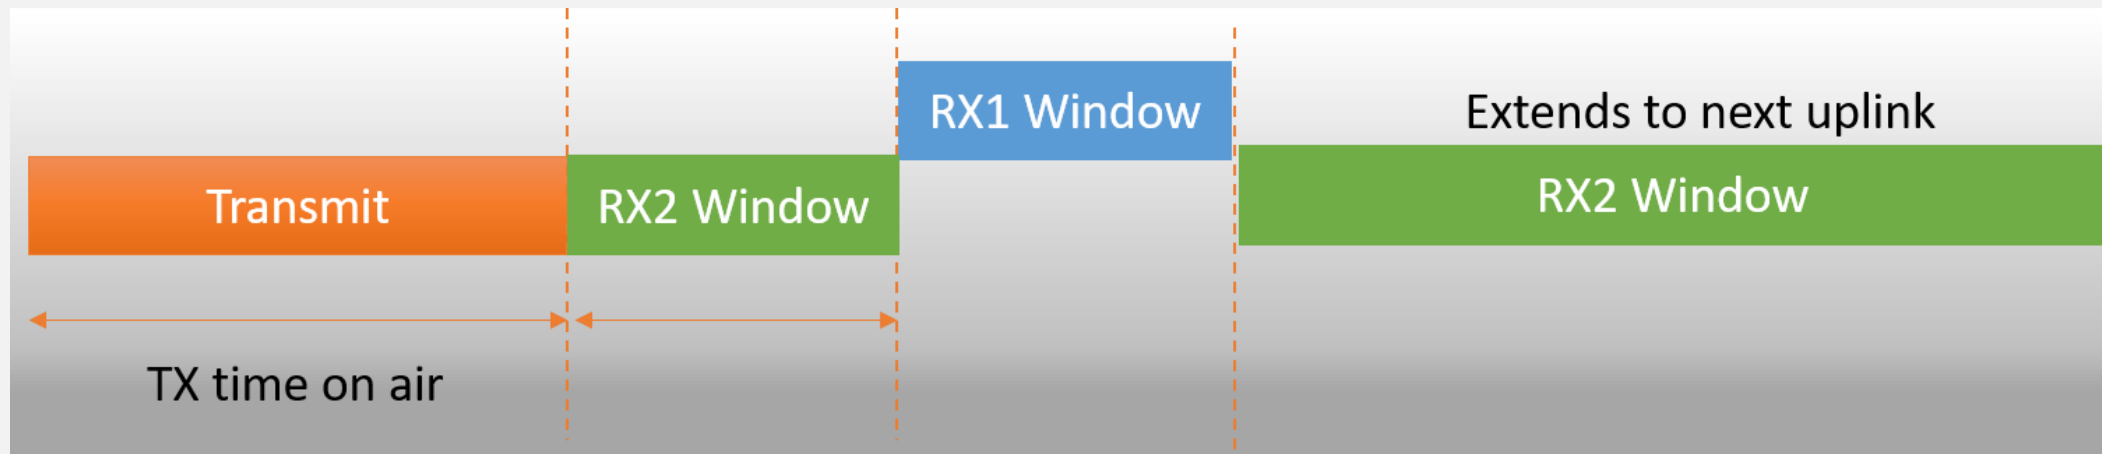 RX1 Window
Extends to next uplink
Transmit
RX2 Window
RX2 Window
TX time on air